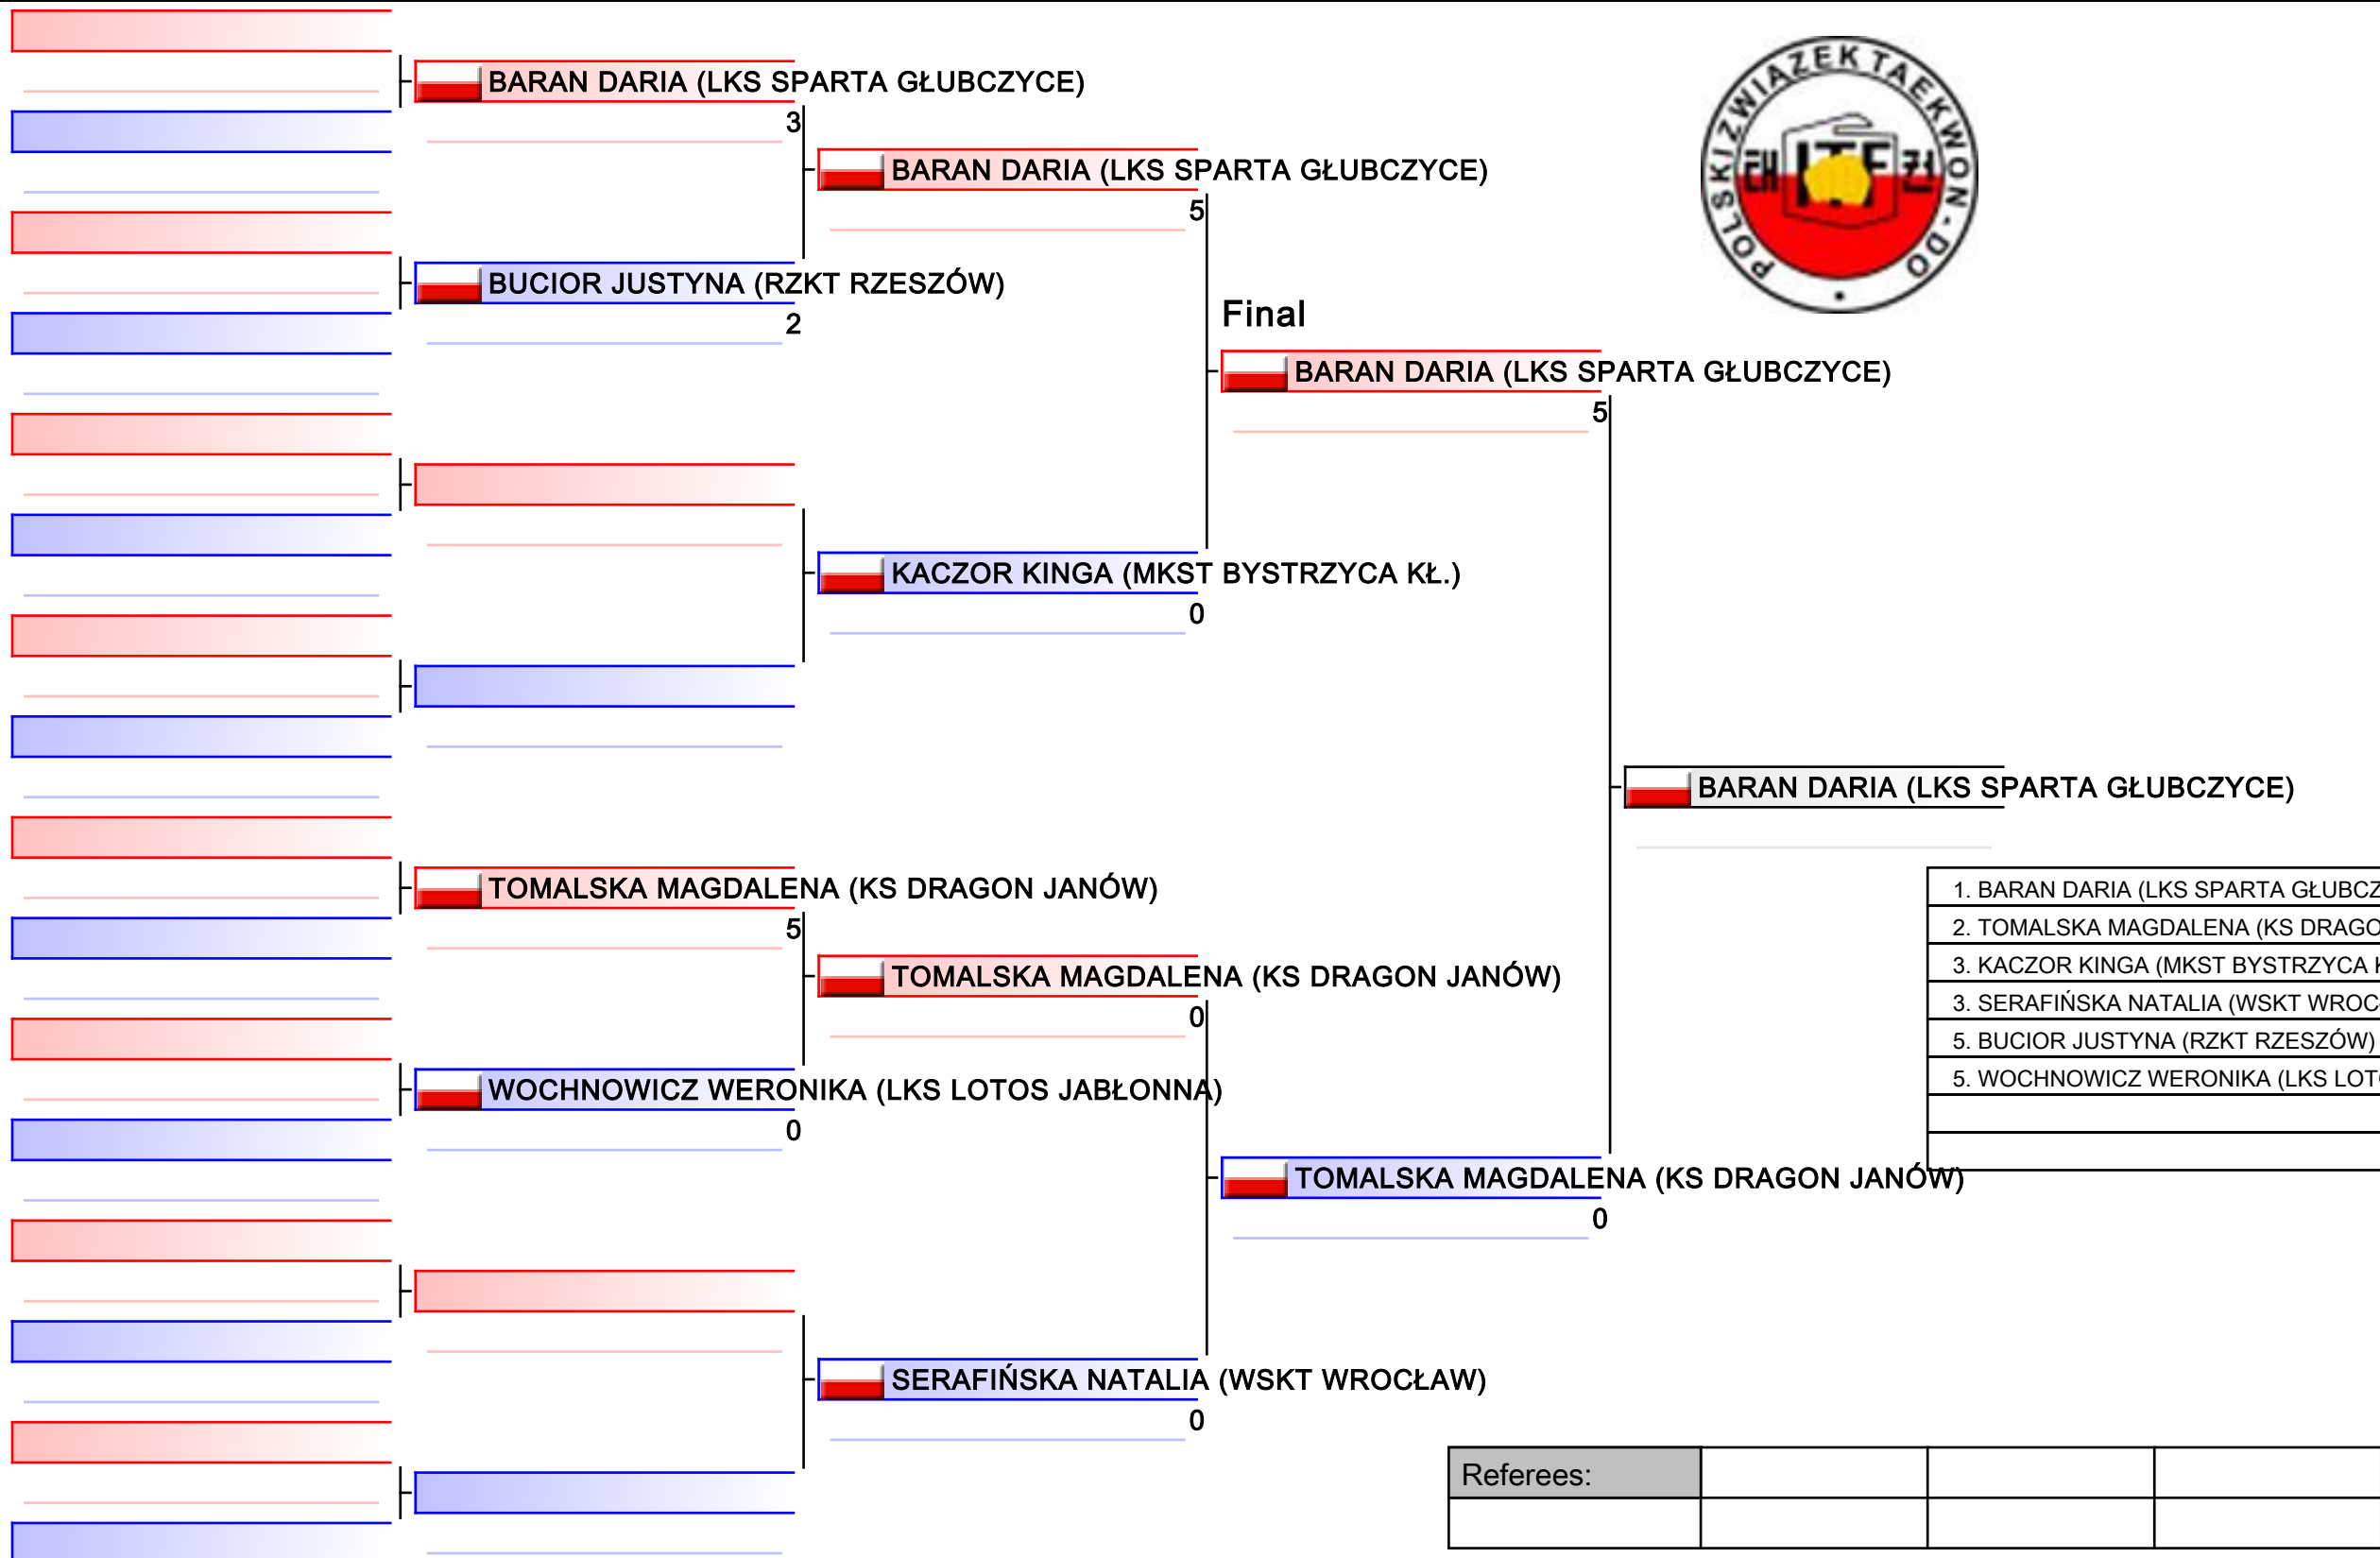 BARAN DARIA (LKS SPARTA GŁUBCZYCE)
3
BUCIOR JUSTYNA (RZKT RZESZÓW)
2
TOMALSKA MAGDALENA (KS DRAGON JANÓW)
5
WOCHNOWICZ WERONIKA (LKS LOTOS JABŁONNA)
0
BARAN DARIA (LKS SPARTA GŁUBCZYCE)
5
KACZOR KINGA (MKST BYSTRZYCA KŁ.)
0
TOMALSKA MAGDALENA (KS DRAGON JANÓW)
0
SERAFIŃSKA NATALIA (WSKT WROCŁAW)
0
Final
BARAN DARIA (LKS SPARTA GŁUBCZYCE)
5
TOMALSKA MAGDALENA (KS DRAGON JANÓW)
0
BARAN DARIA (LKS SPARTA GŁUBCZYCE)
POLSKI ZWIĄZEK TAEKWON-DO
ITF
1. BARAN DARIA (LKS SPARTA
2. TOMALSKA MAGDALENA (KS
3. KACZOR KINGA (MKST BYSTRZYCA
3. SERAFIŃSKA NATALIA (WSKT
5. BUCIOR JUSTYNA (RZKT RZESZÓW)
5. WOCHNOWICZ WERONIKA (LKS
Referees: